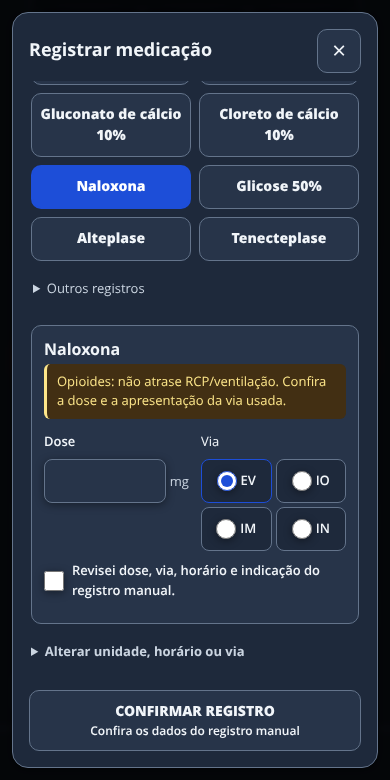 Registrar medicação
Gluconato de cálcio
10%
Cloreto de cálcio
10%
Naloxona
Glicose 50%
Alteplase
Tenecteplase
Outros registros
Naloxona
Opioides: não atrase RCP/ventilação. Confira
a dose e a apresentação da via usada.
Dose
mg
Via
EV
IO
IM
IN
Revisei dose, via, horário e indicação do
registro manual.
Alterar unidade, horário ou via
CONFIRMAR REGISTRO
Confira os dados do registro manual